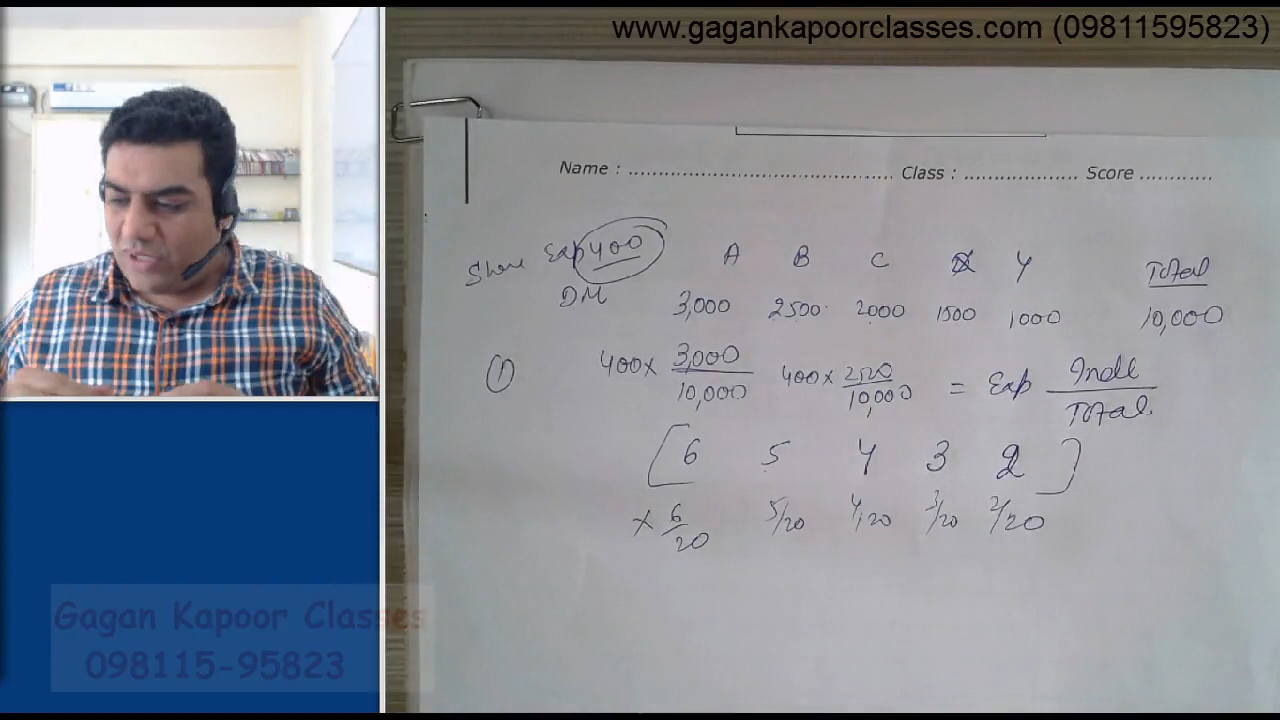 www.gagankapoorclasses.com (09811595823)
Name : ........................................... Class : ................... Score ............
Share Exp 400 A B C X Y Total
DM 3,000 2500 2000 1500 1000 10,000
① 400× 3,000/10,000 400× 2500/10,000 = Exp Indl/Total.
[6 5 4 3 2]
× 6/20 5/20 4/20 3/20 2/20
Gagan Kapoor Classes
098115-95823